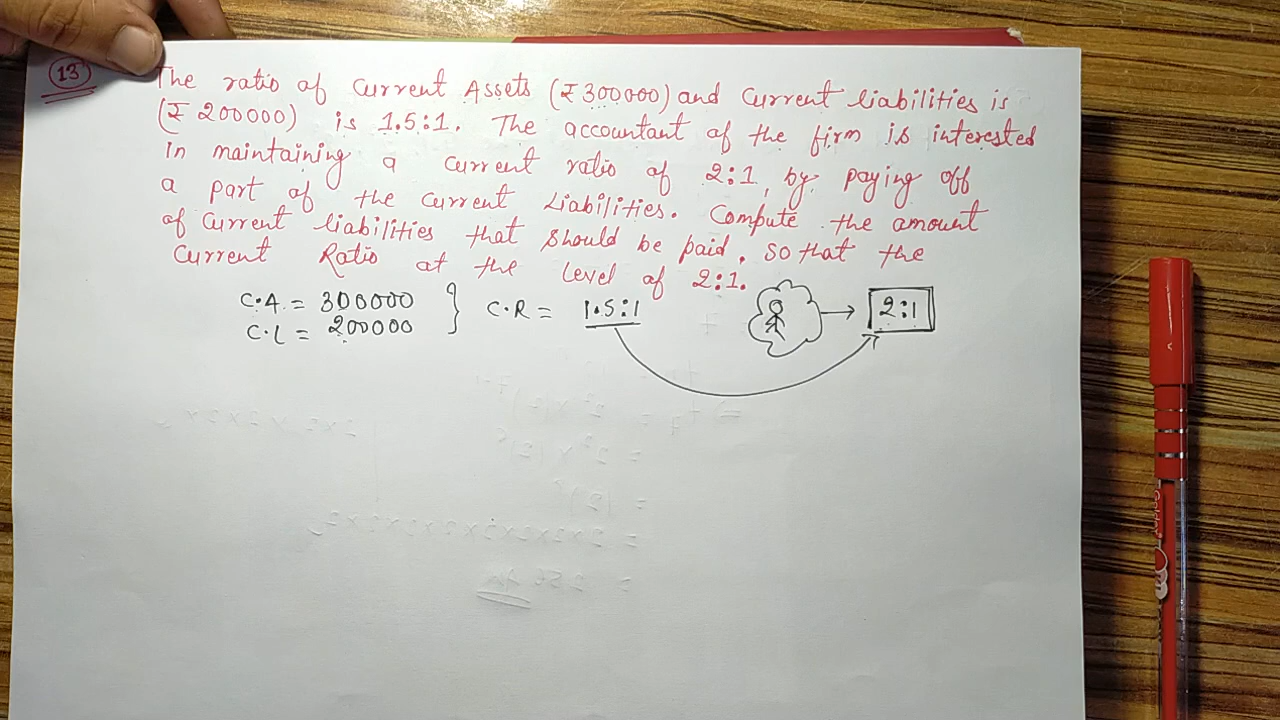 13
The ratio of Current Assets (₹ 300000) and Current liabilities is
(₹ 200000) is 1.5:1. The accountant of the firm is interested
in maintaining a current ratio of 2:1, by paying off
a part of the current Liabilities. Compute the amount
of Current liabilities that should be paid, so that the
Current Ratio at the level of 2:1.
C.A. = 300000
C.L = 200000
} C.R = 1.5:1
2:1